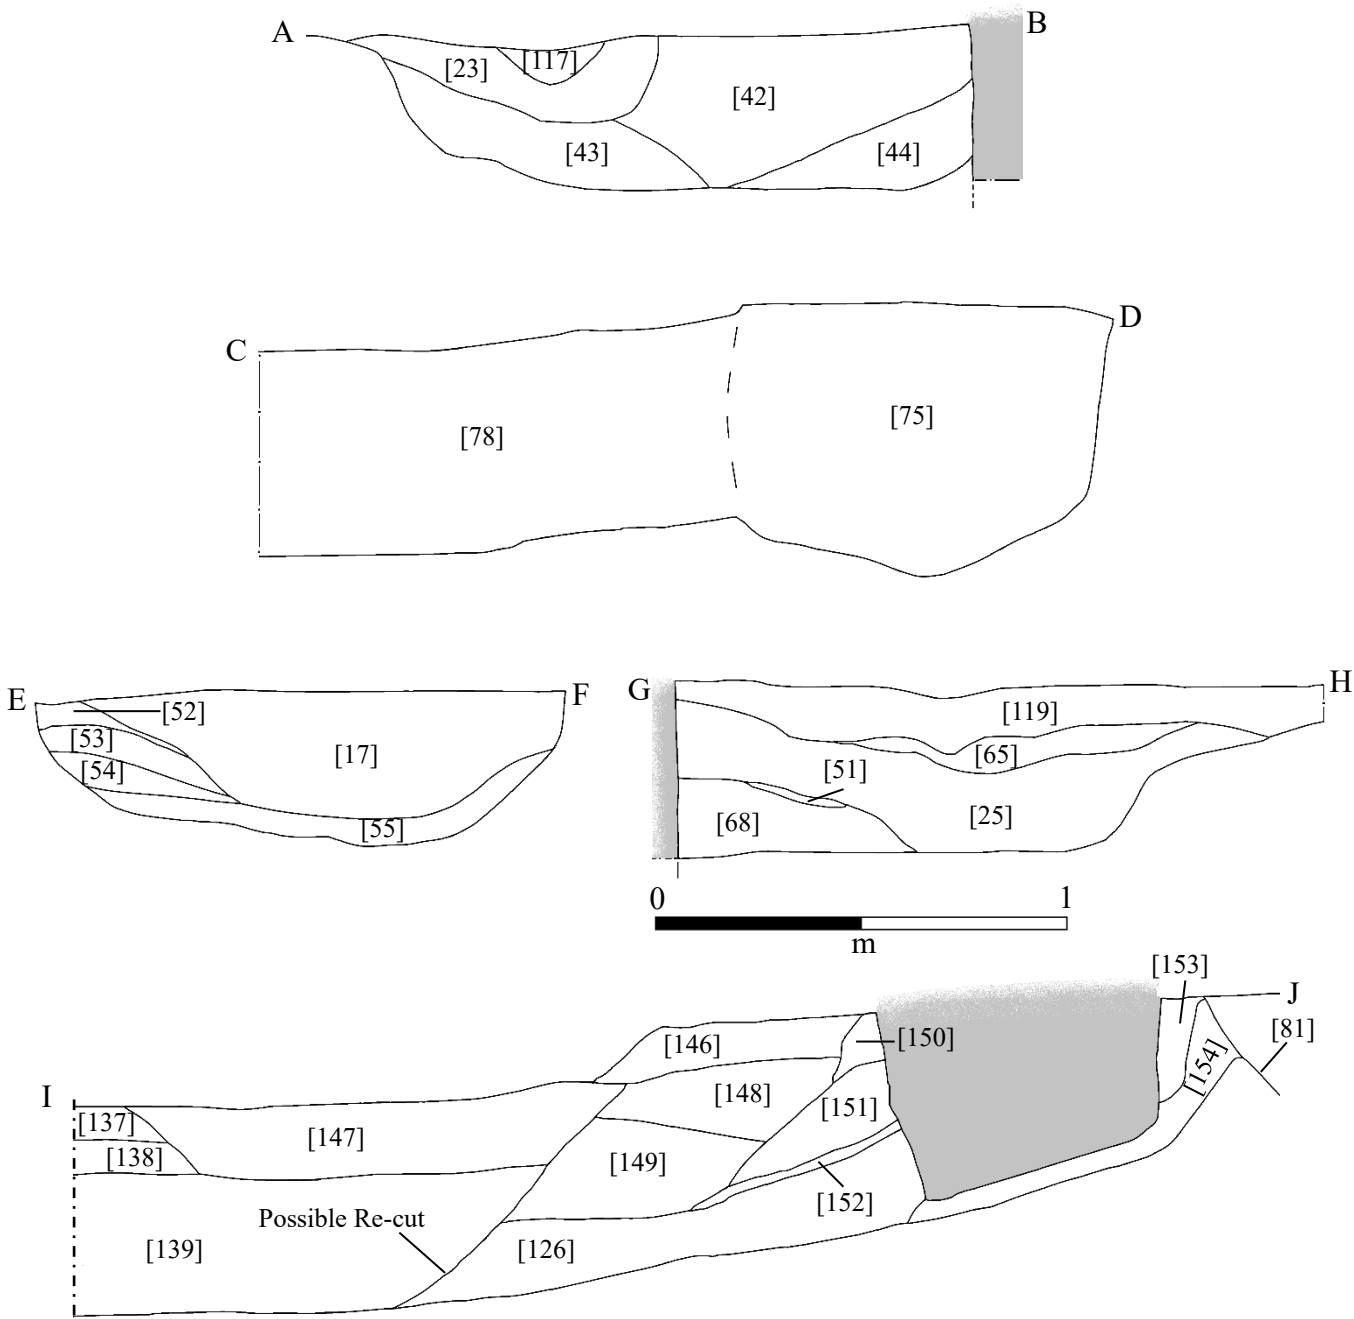 A
B
[23]
[117]
[42]
[43]
[44]
C
D
[78]
[75]
E
F
[52]
[53]
[17]
[54]
[55]
G
H
[119]
[65]
[51]
[68]
[25]
0
1
m
[153]
J
[81]
[150]
[146]
[154]
I
[137]
[148]
[151]
[147]
[138]
[149]
[152]
Possible Re-cut
[139]
[126]